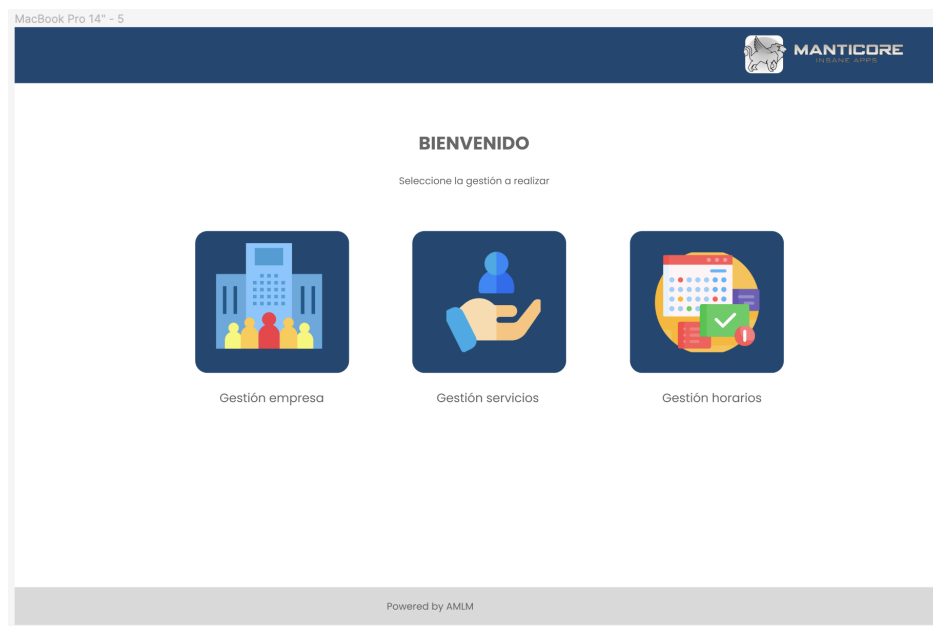 MacBook Pro 14" - 5
MANTICORE
INSANE APPS
BIENVENIDO
Seleccione la gestión a realizar
Gestión empresa
Gestión servicios
Gestión horarios
Powered by AMLM